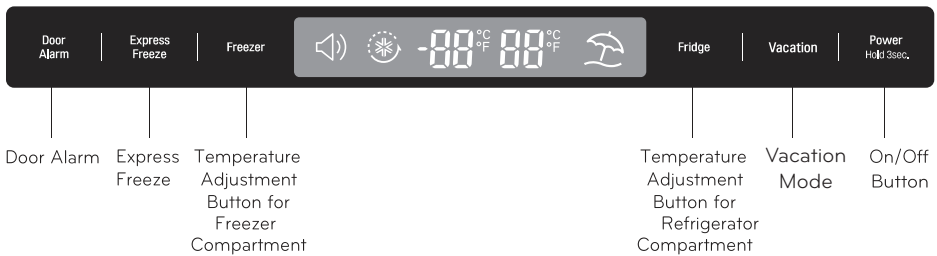 Door
Alarm
Express
Freeze
Freezer
-88 °C °F 88 °C °F
Fridge
Vacation
Power
Hold 3sec.
Door Alarm
Express
Freeze
Temperature
Adjustment
Button for
Freezer
Compartment
Temperature
Adjustment
Button for
Refrigerator
Compartment
Vacation
Mode
On/Off
Button